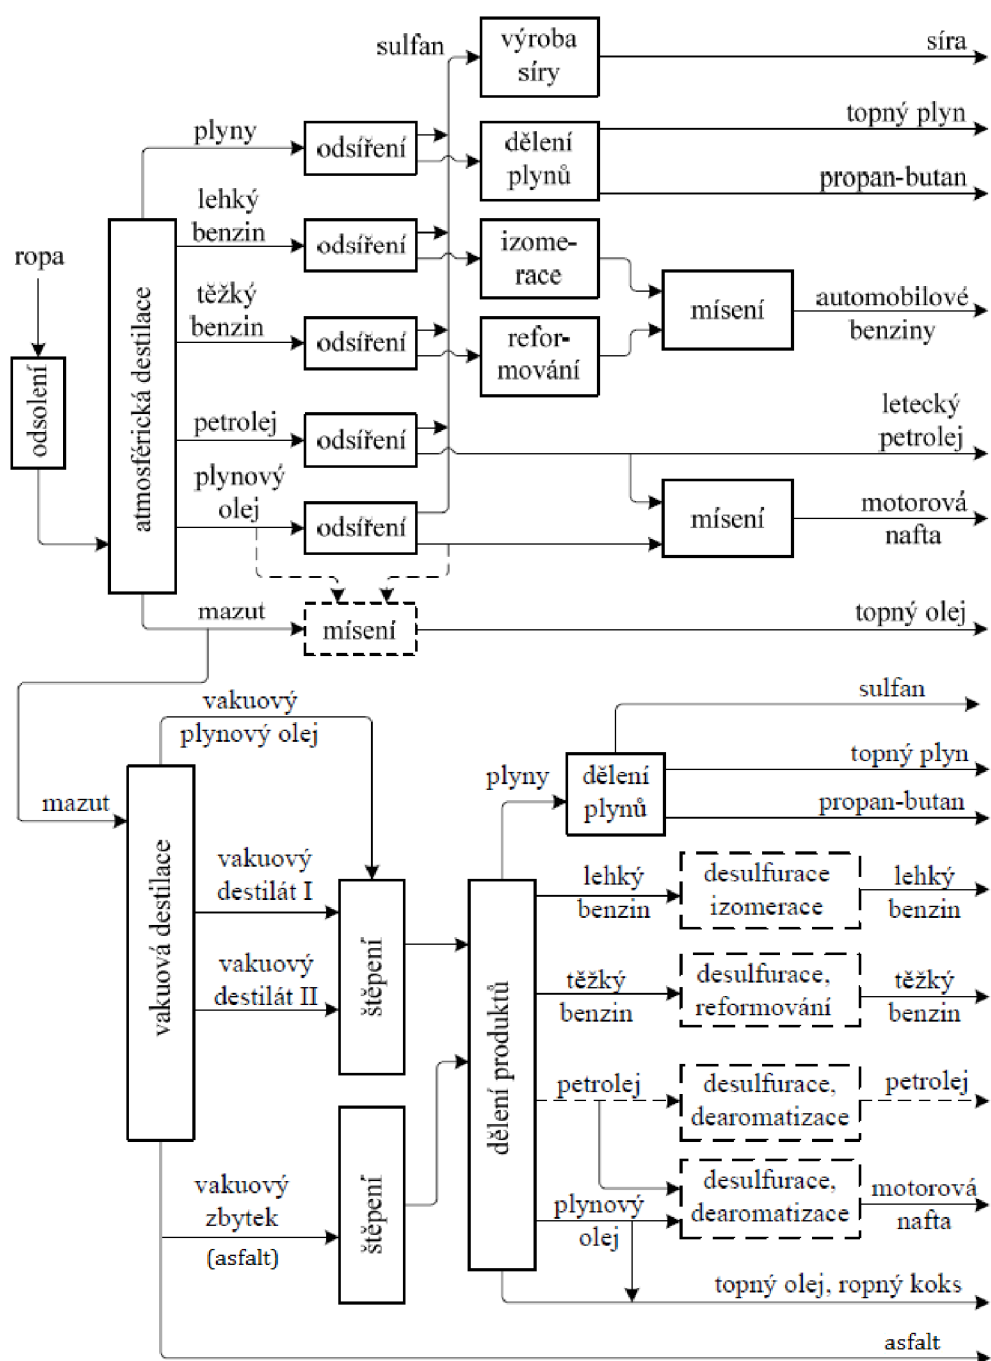 sulfan
výroba
síry
síra
plyny
odsíření
dělení
plynů
topný plyn
propan-butan
lehký
benzin
odsíření
izome-
race
ropa
těžký
benzin
odsíření
refor-
mování
mísení
automobilové
benziny
odsolení
atmosférická destilace
petrolej
odsíření
letecký
petrolej
plynový
olej
odsíření
mísení
motorová
nafta
mazut
mísení
topný olej
vakuový
plynový olej
sulfan
plyny
dělení
plynů
topný plyn
propan-butan
mazut
vakuová destilace
vakuový
destilát I
vakuový
destilát II
štěpení
dělení produktů
lehký
benzin
desulfurace
izomerace
lehký
benzin
těžký
benzin
desulfurace,
reformování
těžký
benzin
petrolej
desulfurace,
dearomatizace
petrolej
vakuový
zbytek
(asfalt)
štěpení
plynový
olej
desulfurace,
dearomatizace
motorová
nafta
topný olej, ropný koks
asfalt